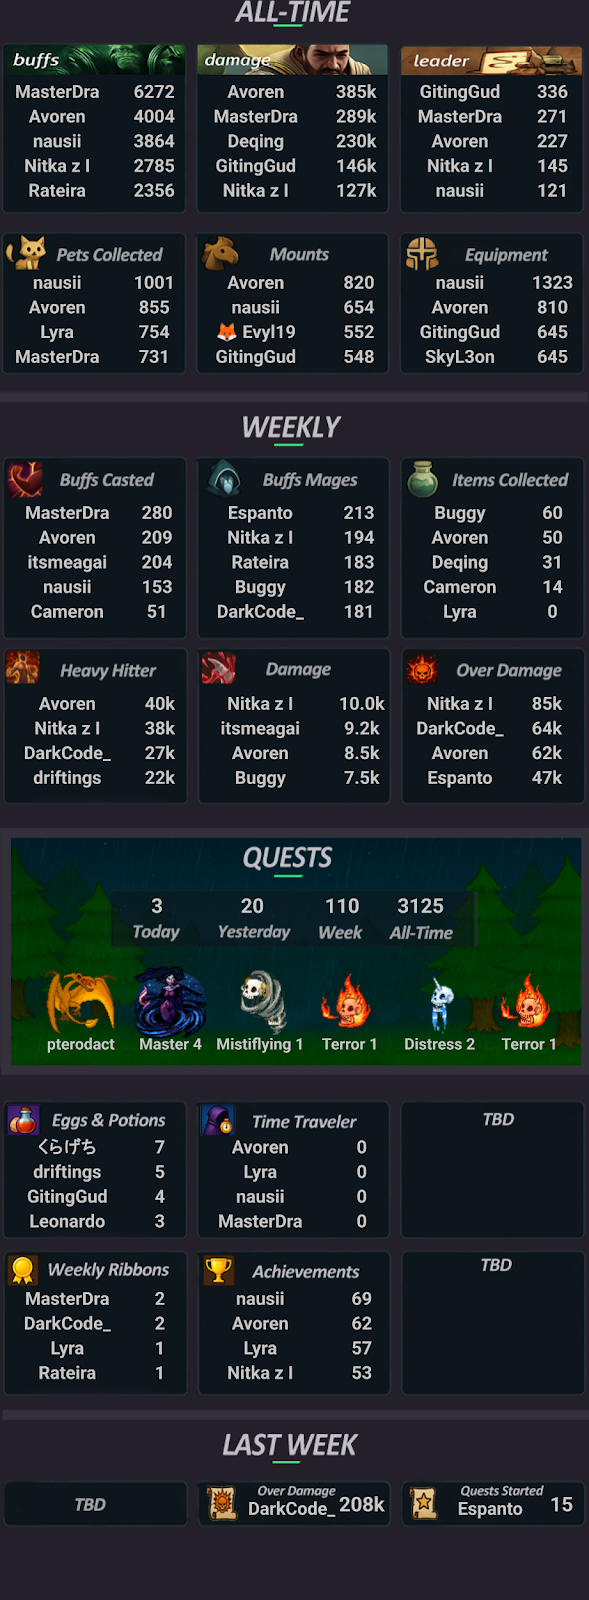 ALL-TIME
buffs
MasterDra 6272
Avoren 4004
nausii 3864
Nitka z l 2785
Rateira 2356
damage
Avoren 385k
MasterDra 289k
Deqing 230k
GitingGud 146k
Nitka z l 127k
leader
GitingGud 336
MasterDra 271
Avoren 227
Nitka z l 145
nausii 121
Pets Collected
nausii 1001
Avoren 855
Lyra 754
MasterDra 731
Mounts
Avoren 820
nausii 654
🦊 Evyl19 552
GitingGud 548
Equipment
nausii 1323
Avoren 810
GitingGud 645
SkyL3on 645
WEEKLY
Buffs Casted
MasterDra 280
Avoren 209
itsmeagai 204
nausii 153
Cameron 51
Buffs Mages
Espanto 213
Nitka z l 194
Rateira 183
Buggy 182
DarkCode_ 181
Items Collected
Buggy 60
Avoren 50
Deqing 31
Cameron 14
Lyra 0
Heavy Hitter
Avoren 40k
Nitka z l 38k
DarkCode_ 27k
driftings 22k
Damage
Nitka z l 10.0k
itsmeagai 9.2k
Avoren 8.5k
Buggy 7.5k
Over Damage
Nitka z l 85k
DarkCode_ 64k
Avoren 62k
Espanto 47k
QUESTS
3 20 110 3125
Today Yesterday Week All-Time
pterodact Master 4 Mistiflying 1 Terror 1 Distress 2 Terror 1
Eggs & Potions
くらげち 7
driftings 5
GitingGud 4
Leonardo 3
Time Traveler
Avoren 0
Lyra 0
nausii 0
MasterDra 0
TBD
Weekly Ribbons
MasterDra 2
DarkCode_ 2
Lyra 1
Rateira 1
Achievements
nausii 69
Avoren 62
Lyra 57
Nitka z l 53
TBD
LAST WEEK
TBD
Over Damage
DarkCode_ 208k
Quests Started
Espanto 15